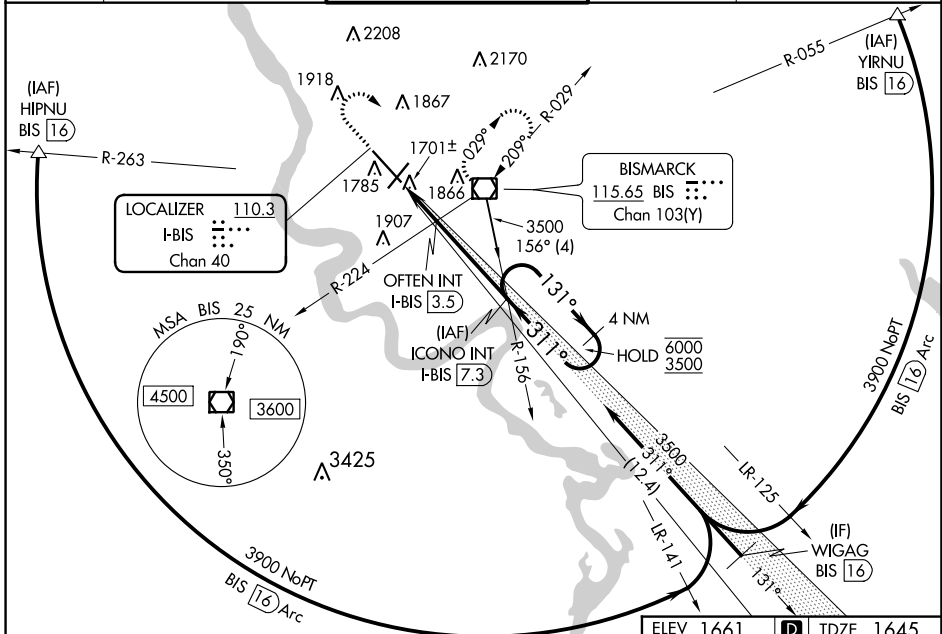 2208
2170
(IAF)
YIRNU
BIS 16
R-055
(IAF)
HIPNU
BIS 16
R-263
1918
1867
1701±
1785
1866
1907
029°
209°
R-029
LOCALIZER 110.3
I-BIS
Chan 40
BISMARCK
115.65 BIS
Chan 103(Y)
3500
156° (4)
R-224
OFTEN INT
I-BIS 3.5
(IAF)
ICONO INT
I-BIS 7.3
R-156
131°
311°
4 NM
HOLD 6000
3500
MSA BIS 25 NM
190°
4500
3600
350°
3425
3500
311°
(12.4)
LR-125
LR-141
3900 NoPT
BIS 16 Arc
3900 NoPT
BIS 16 Arc
(IF)
WIGAG
BIS 16
131°
ELEV 1661 D TDZE 1645